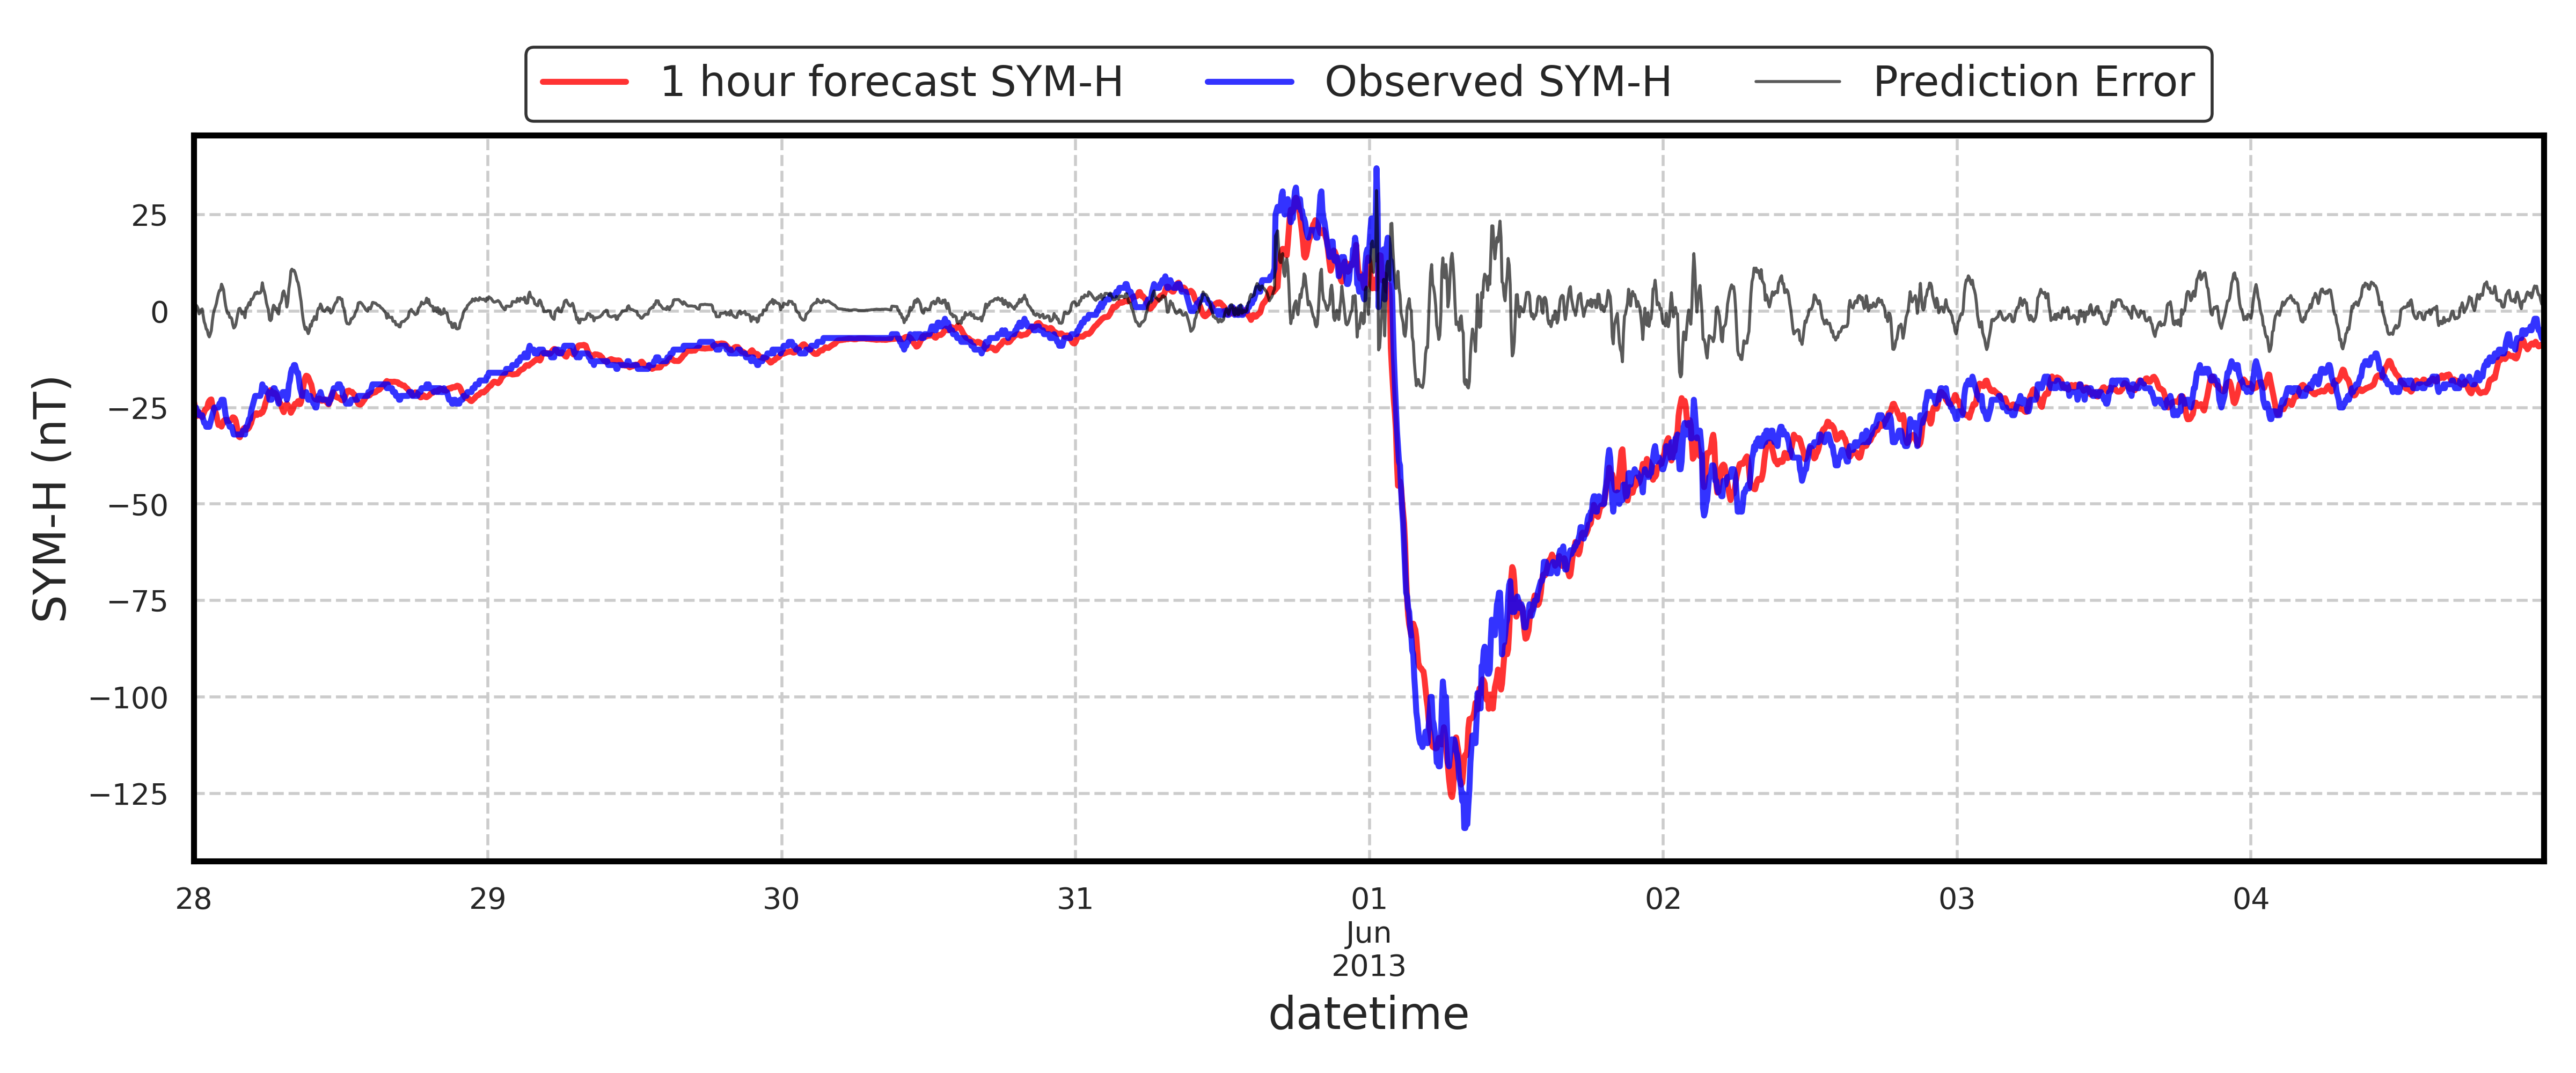 1 hour forecast SYM-H Observed SYM-H Prediction Error
SYM-H (nT)
25
0
−25
−50
−75
−100
−125
28 29 30 31 01 02 03 04
Jun
2013
datetime